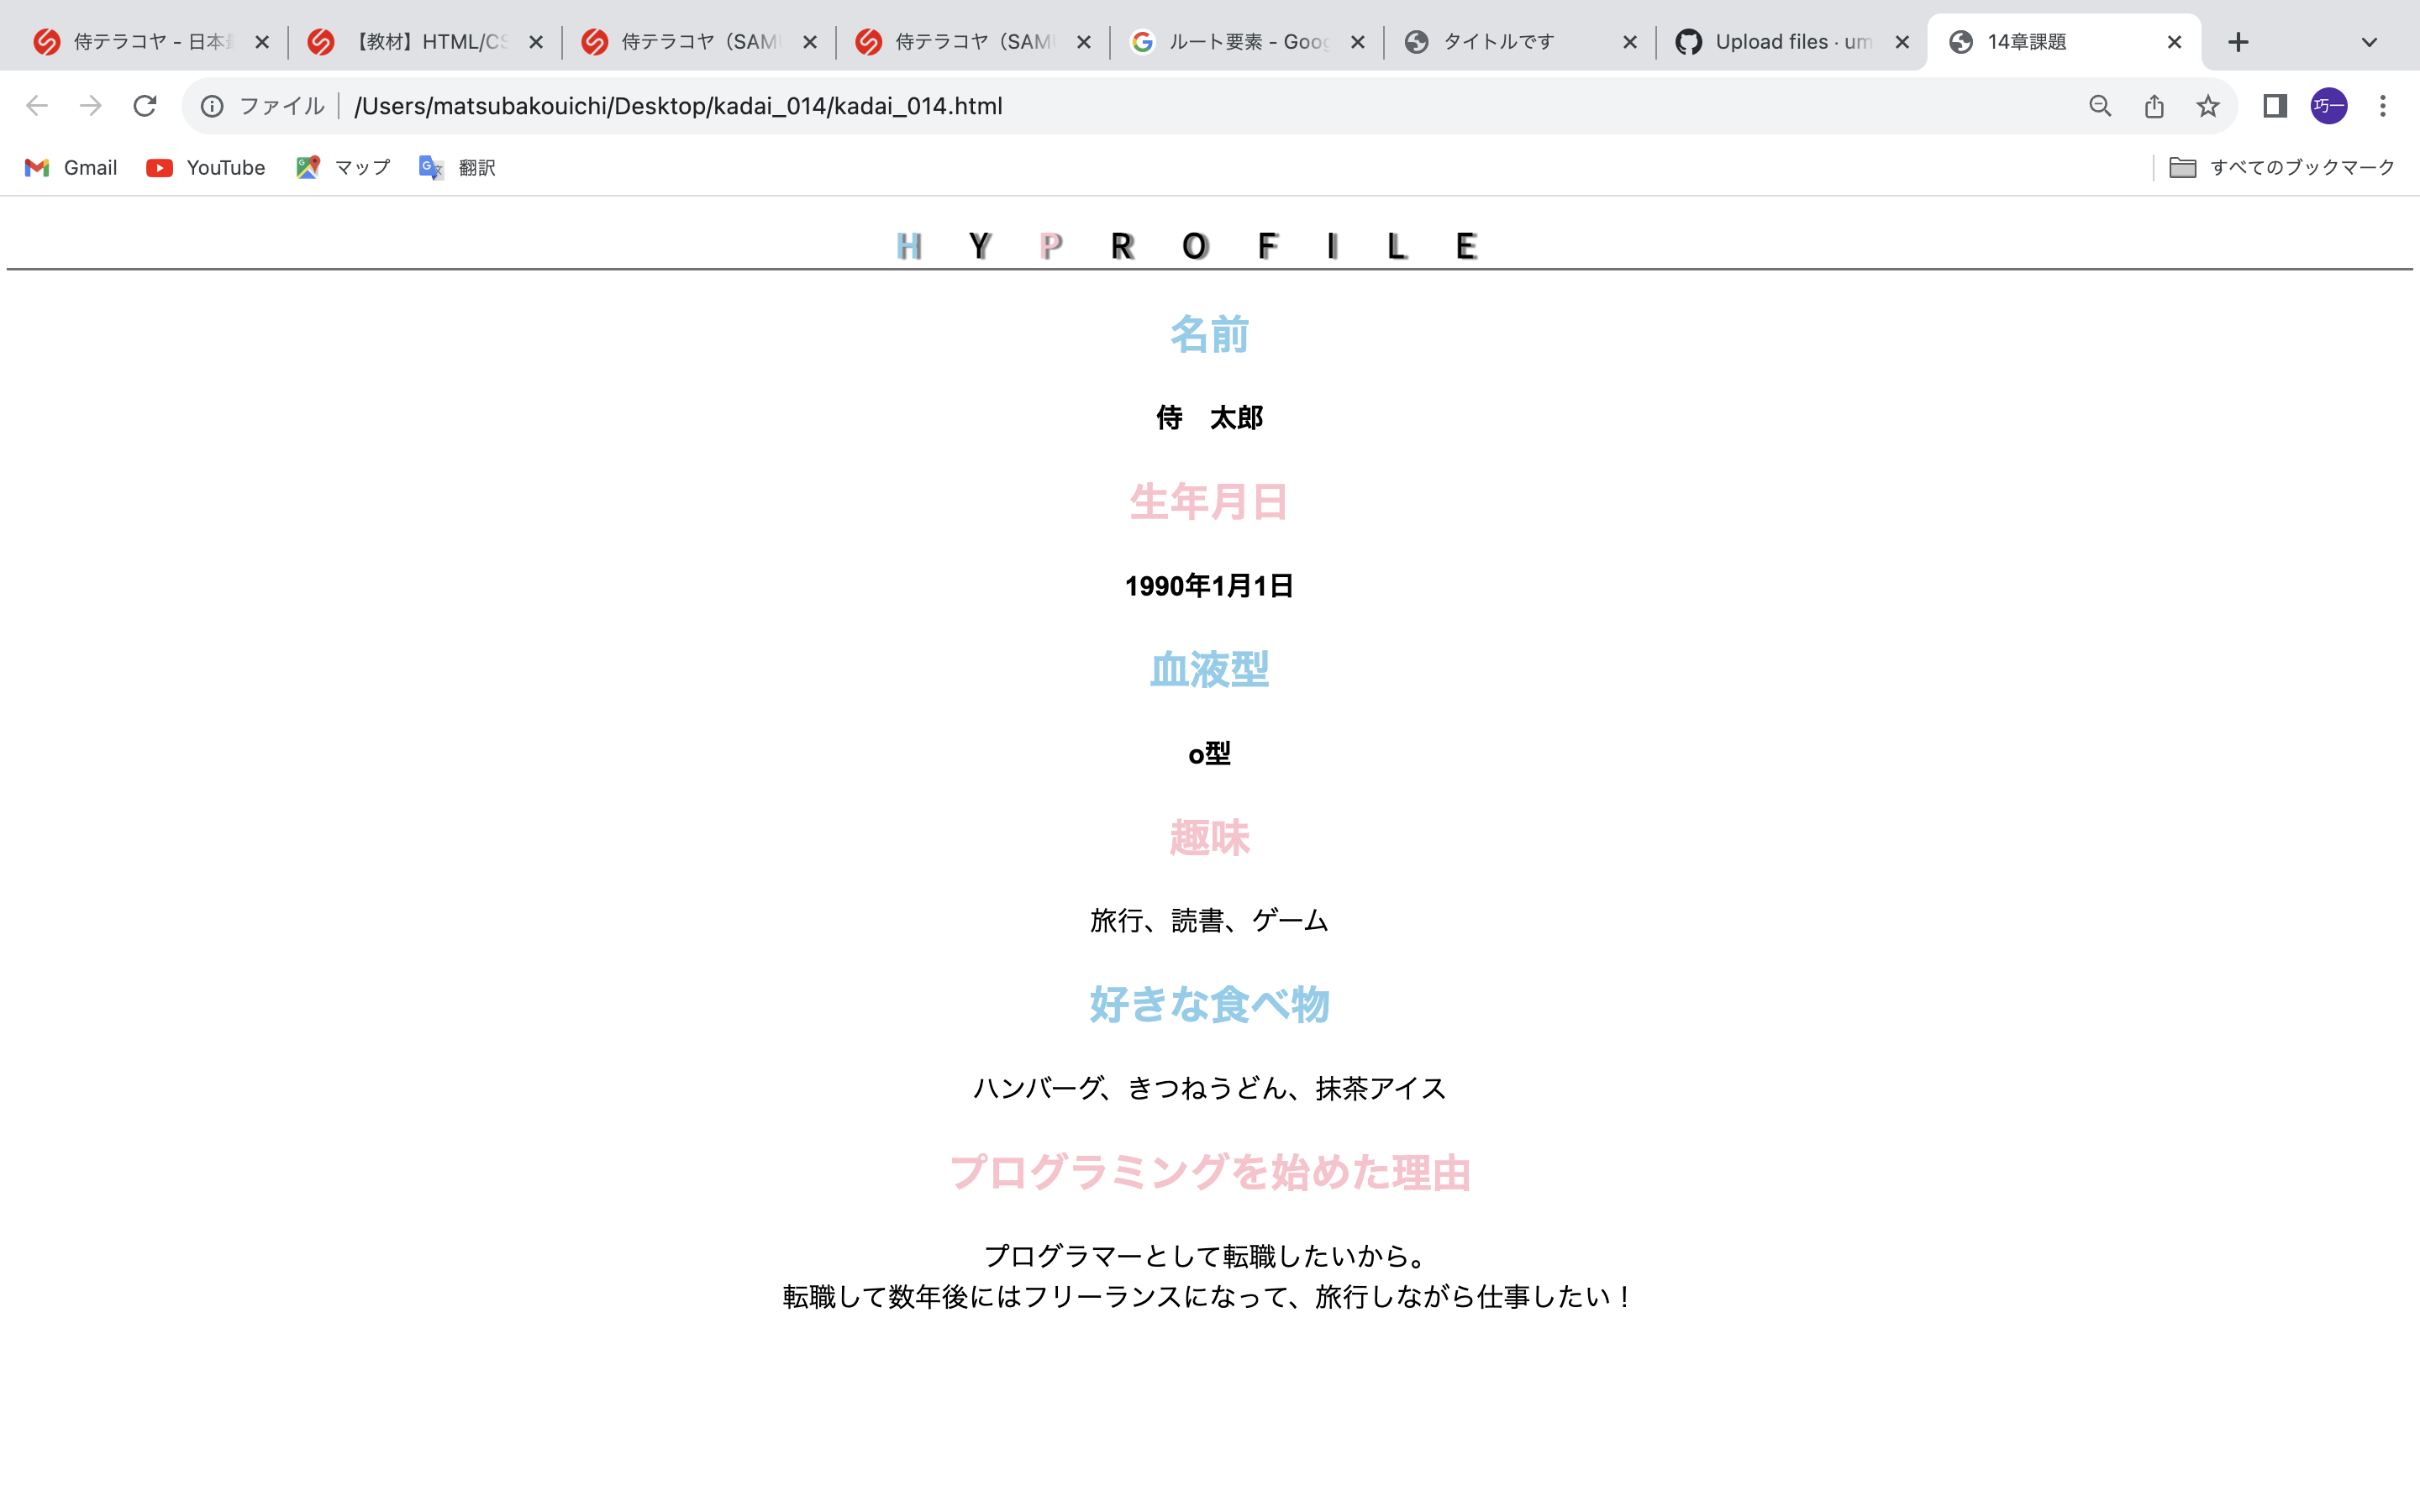 侍テラコヤ - 日本
【教材】HTML/CS
侍テラコヤ（SAM
侍テラコヤ（SAM
ルート要素 - Goog
タイトルです
Upload files · um
14章課題
ファイル
/Users/matsubakouichi/Desktop/kadai_014/kadai_014.html
巧一
Gmail
YouTube
マップ
翻訳
すべてのブックマーク
H Y P R O F I L E
名前
侍　太郎
生年月日
1990年1月1日
血液型
o型
趣味
旅行、読書、ゲーム
好きな食べ物
ハンバーグ、きつねうどん、抹茶アイス
プログラミングを始めた理由
プログラマーとして転職したいから。
転職して数年後にはフリーランスになって、旅行しながら仕事したい！